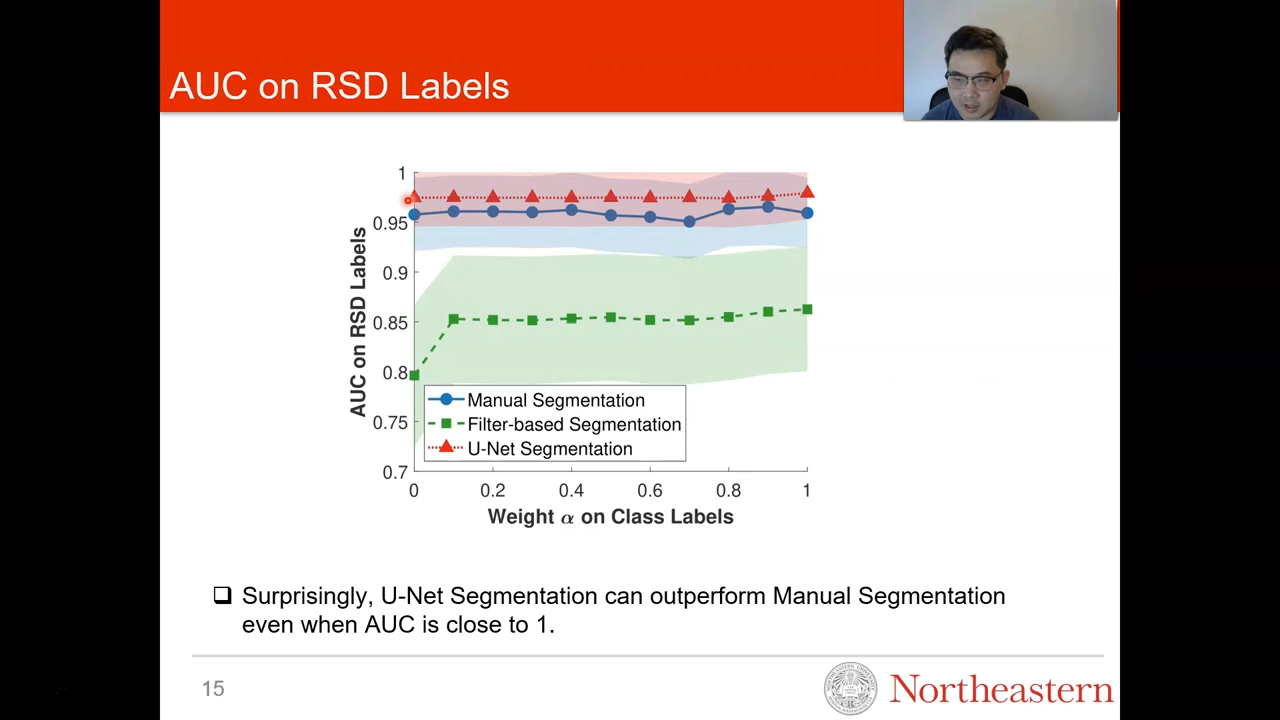 AUC on RSD Labels
1
0.95
0.9
0.85
0.8
0.75
0.7
AUC on RSD Labels
Manual Segmentation
Filter-based Segmentation
U-Net Segmentation
0 0.2 0.4 0.6 0.8 1
Weight α on Class Labels
❑ Surprisingly, U-Net Segmentation can outperform Manual Segmentation
even when AUC is close to 1.
15
Northeastern